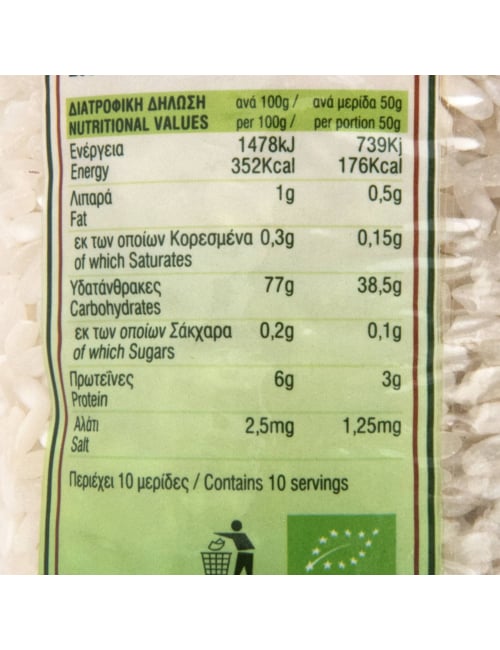 ΔΙΑΤΡΟΦΙΚΗ ΔΗΛΩΣΗ ανά 100g / ανά μερίδα 50g
NUTRITIONAL VALUES per 100g / per portion 50g
Ενέργεια 1478kJ 739Kj
Energy 352Kcal 176Kcal
Λιπαρά 1g 0,5g
Fat
εκ των οποίων Κορεσμένα 0,3g 0,15g
of which Saturates
Υδατάνθρακες 77g 38,5g
Carbohydrates
εκ των οποίων Σάκχαρα 0,2g 0,1g
of which Sugars
Πρωτεΐνες 6g 3g
Protein
Αλάτι 2,5mg 1,25mg
Salt
Περιέχει 10 μερίδες / Contains 10 servings